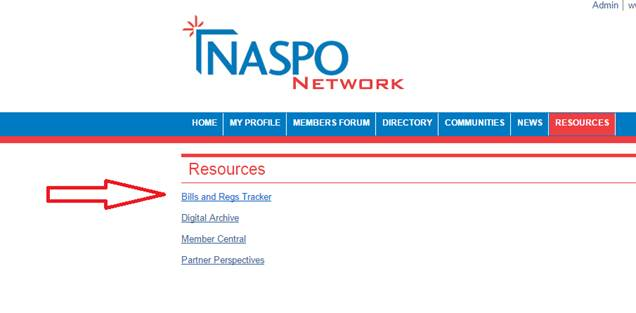 Admin | w
NASPO
NETWORK
HOME MY PROFILE MEMBERS FORUM DIRECTORY COMMUNITIES NEWS RESOURCES
Resources
Bills and Regs Tracker
Digital Archive
Member Central
Partner Perspectives